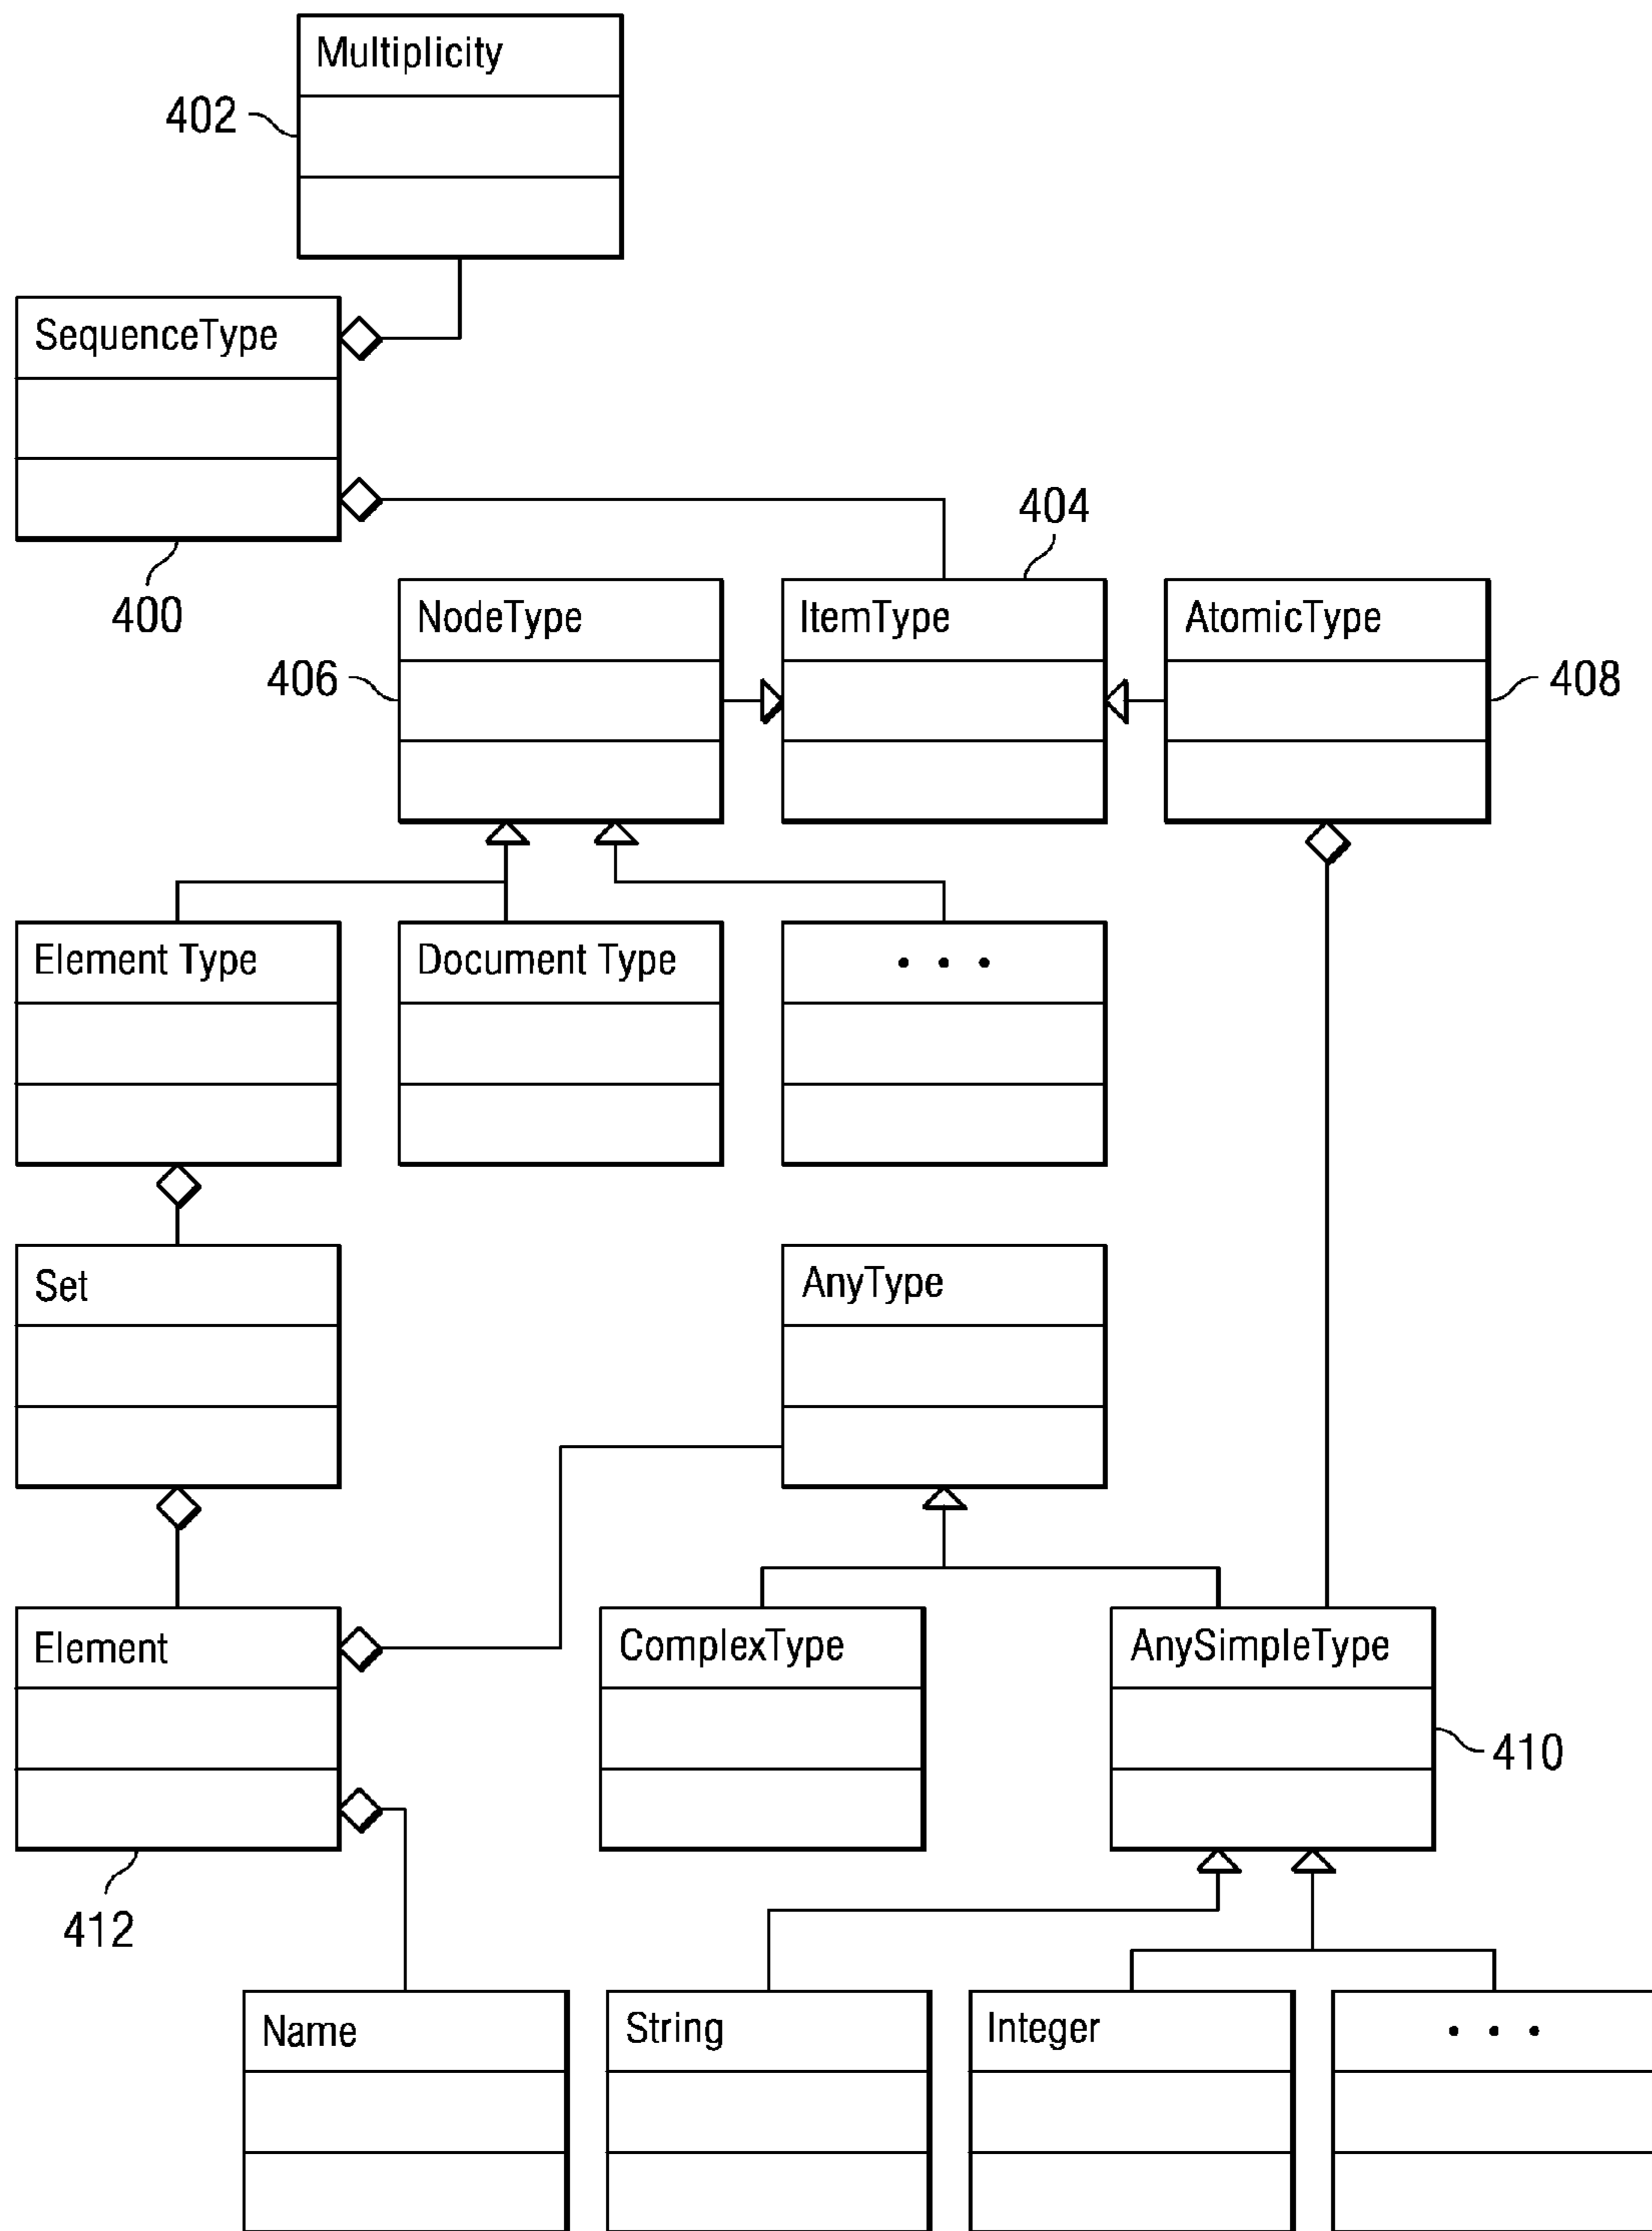 Multiplicity
402
SequenceType
400
404
NodeType
ItemType
AtomicType
406
408
Element Type
Document Type
. . .
Set
AnyType
Element
ComplexType
AnySimpleType
410
412
Name
String
Integer
. . .